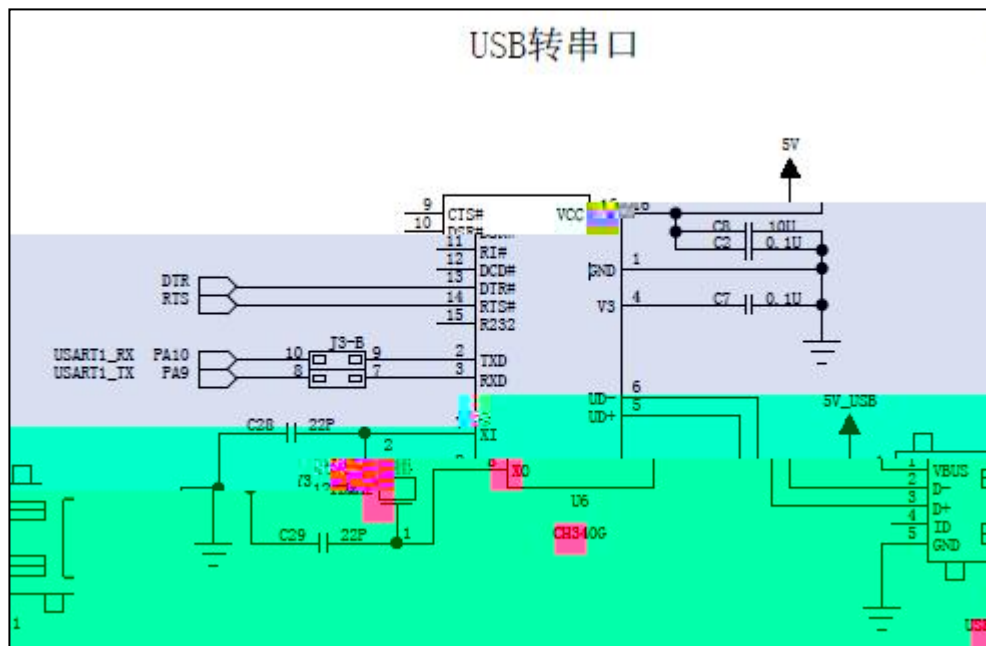 USB转串口
5V
9 CTS# VCC
10
C8 10U
11 RI# C2 0.1U
12 DCD# GND 1
DTR 13 DTR#
RTS 14 RTS# V3 4 C7 0.1U
15 R232
J3-B
USART1_RX PA10 10 9 2 TXD
USART1_TX PA9 8 7 3 RXD
UD- 6
UD+ 5
5V_USB
C28 22P XI
2
XO
1 VBUS
2 D-
3 D+
4 ID
5 GND
U6
C29 22P 1
CH340G
1